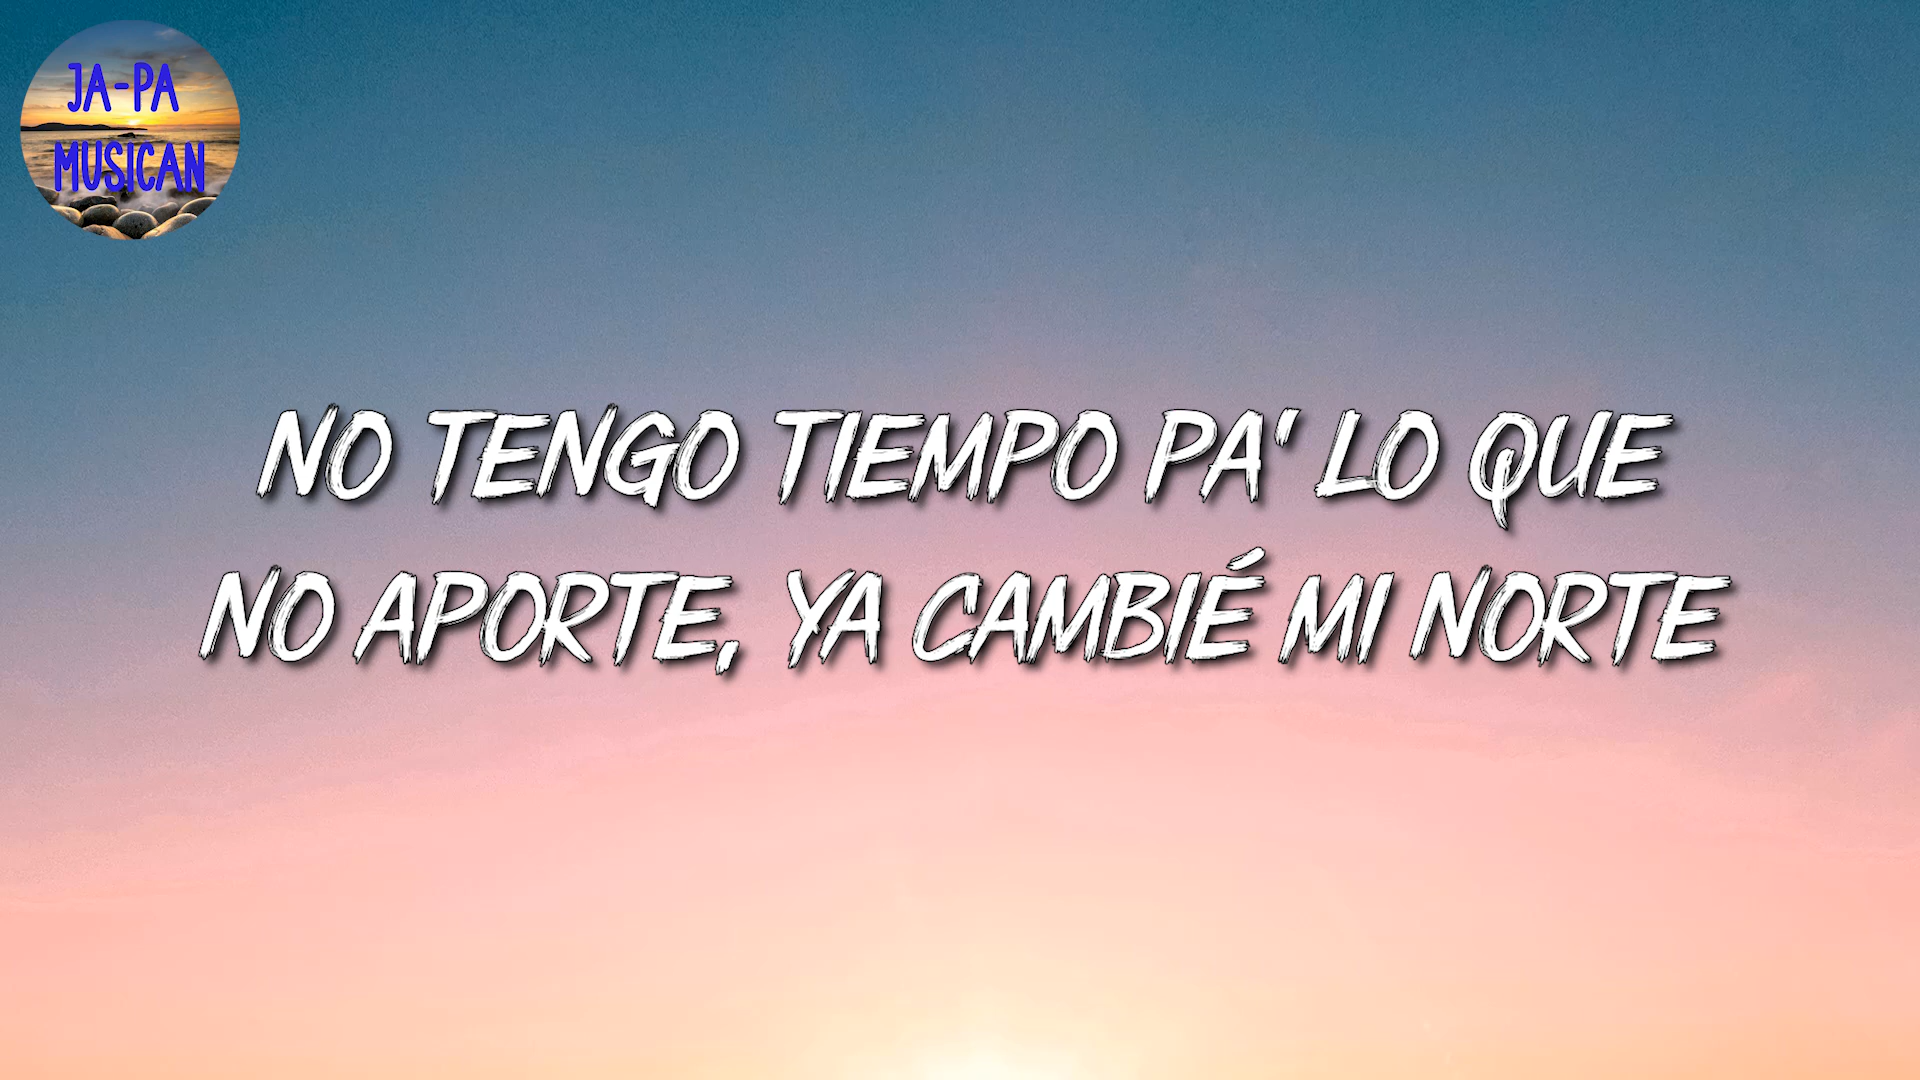 JA-PA
MUSICAN
NO TENGO TIEMPO PA' LO QUE
NO APORTE, YA CAMBIÉ MI NORTE